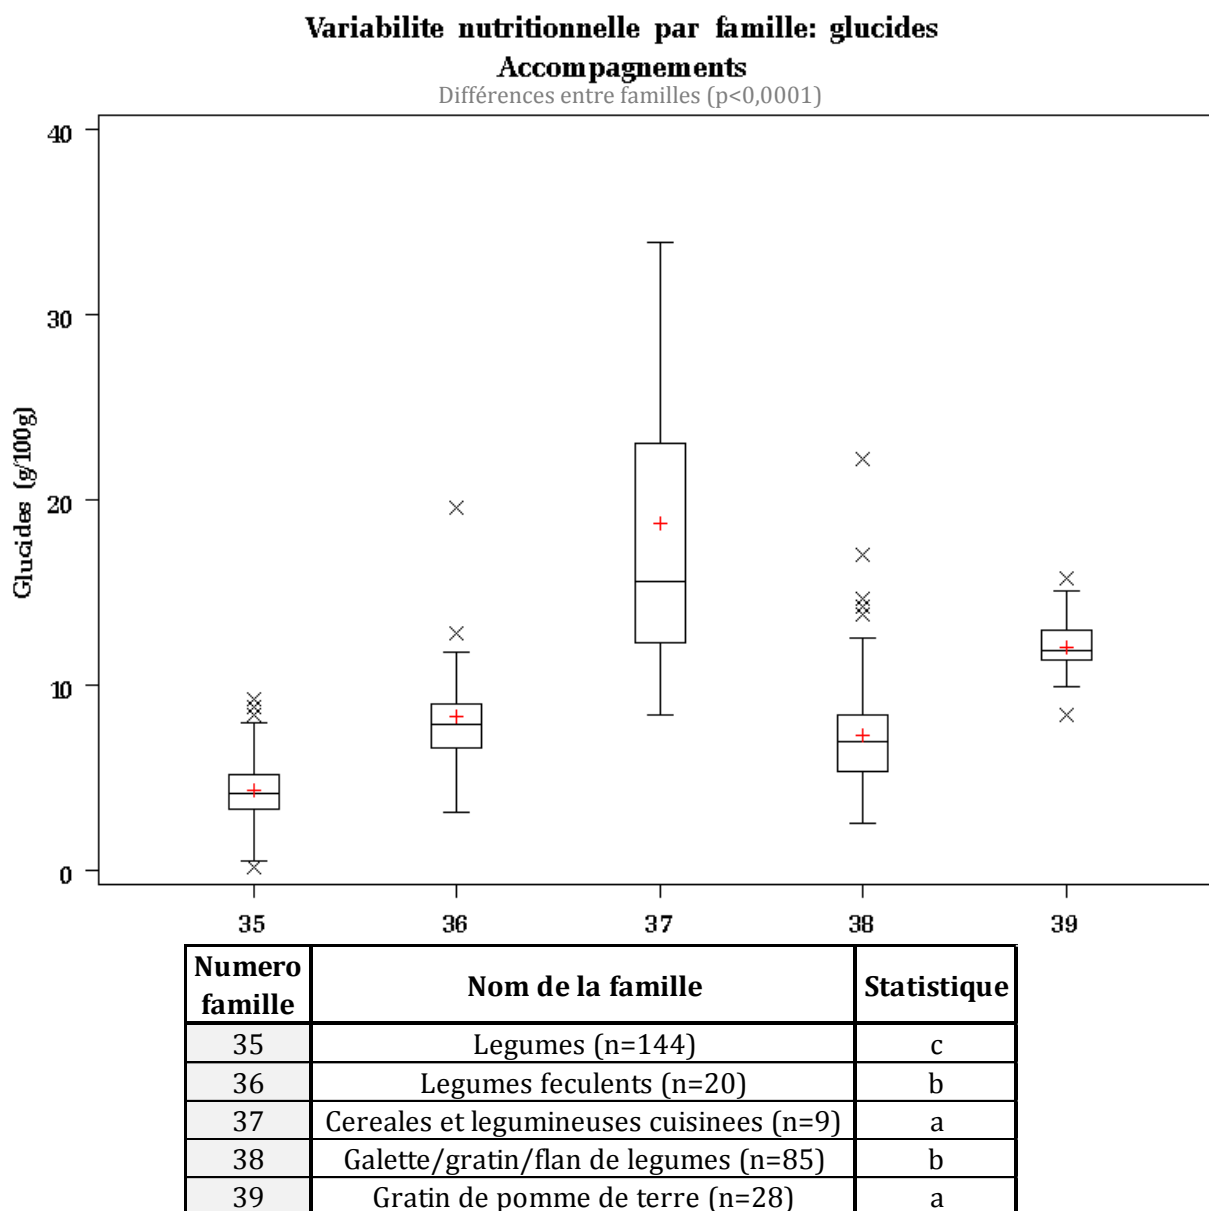 Variabilite nutritionnelle par famille: glucides
Accompagnements
Différences entre familles (p<0,0001)
40
30
20
10
0
Glucides (g/100g)
35 36 37 38 39
Numero famille Nom de la famille Statistique
35 Legumes (n=144) c
36 Legumes feculents (n=20) b
37 Cereales et legumineuses cuisinees (n=9) a
38 Galette/gratin/flan de legumes (n=85) b
39 Gratin de pomme de terre (n=28) a